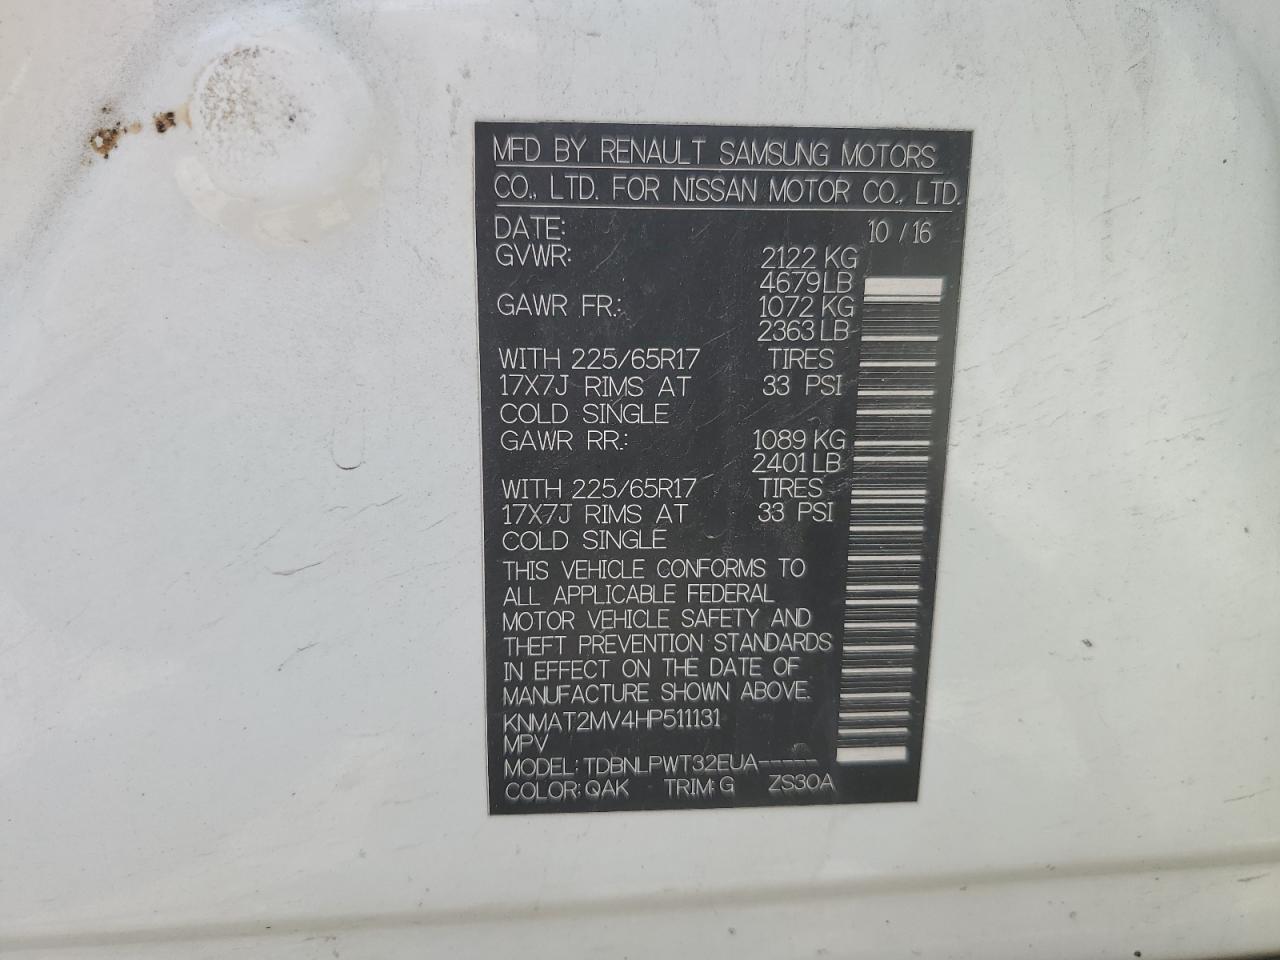 MFD BY RENAULT SAMSUNG MOTORS
CO., LTD. FOR NISSAN MOTOR CO., LTD.
DATE: 10 / 16
GVWR: 2122 KG
4679 LB
GAWR FR.: 1072 KG
2363 LB
WITH 225/65R17 TIRES
17X7J RIMS AT 33 PSI
COLD SINGLE
GAWR RR.: 1089 KG
2401 LB
WITH 225/65R17 TIRES
17X7J RIMS AT 33 PSI
COLD SINGLE
THIS VEHICLE CONFORMS TO
ALL APPLICABLE FEDERAL
MOTOR VEHICLE SAFETY AND
THEFT PREVENTION STANDARDS
IN EFFECT ON THE DATE OF
MANUFACTURE SHOWN ABOVE.
KNMAT2MV4HP511131
MPV
MODEL: TDBNLPWT32EUA-----
COLOR: QAK TRIM: G ZS30A